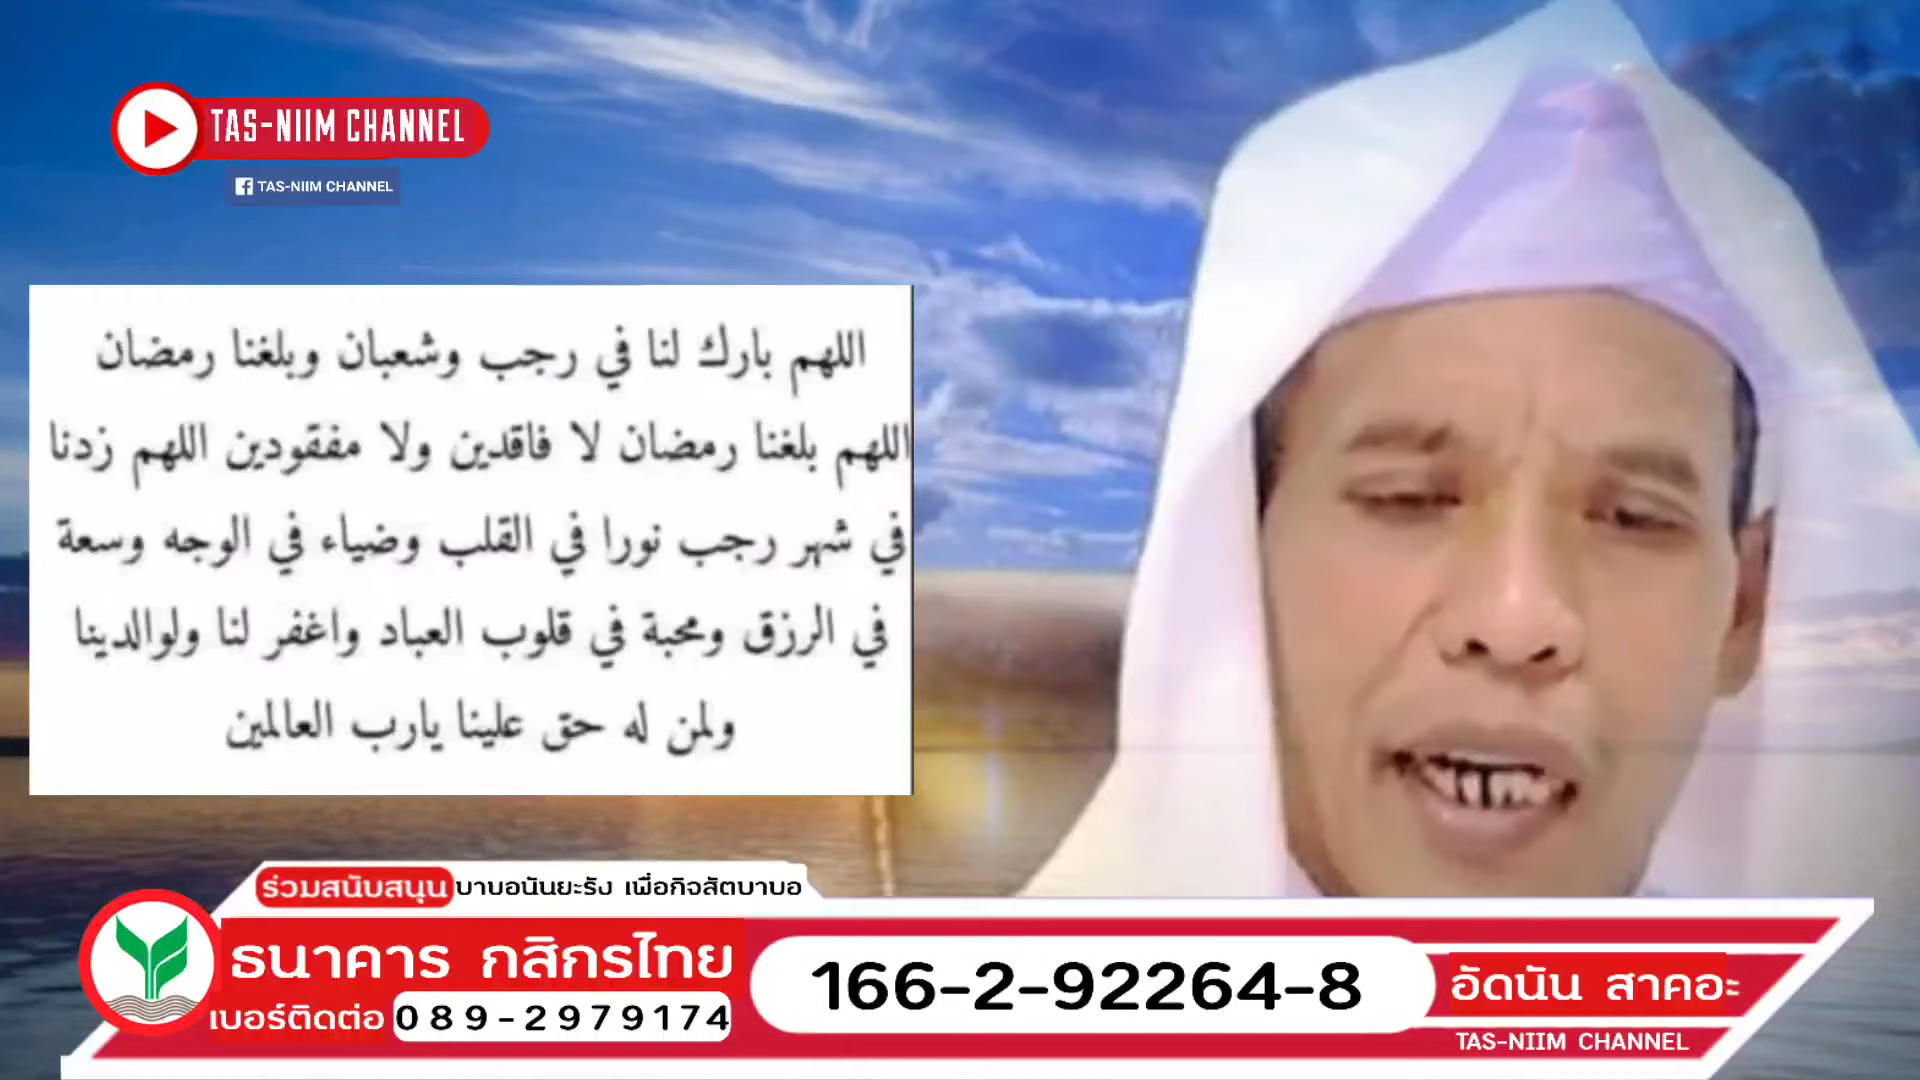 TAS-NIIM CHANNEL
TAS-NIIM CHANNEL
اللهم بارك لنا في رجب وشعبان وبلغنا رمضان
اللهم بلغنا رمضان لا فاقدين ولا مفقودين اللهم زدنا
في شهر رجب نورا في القلب وضياء في الوجه وسعة
في الرزق ومحبة في قلوب العباد واغفر لنا ولوالدينا
ولمن له حق علينا يارب العالمين
ร่วมสนับสนุน บาบอนันยะรัง เพื่อกิจสัตบาบอ
ธนาคาร กสิกรไทย
เบอร์ติดต่อ 089-2979174
166-2-92264-8
อัดนัน สาคอะ
TAS-NIIM CHANNEL